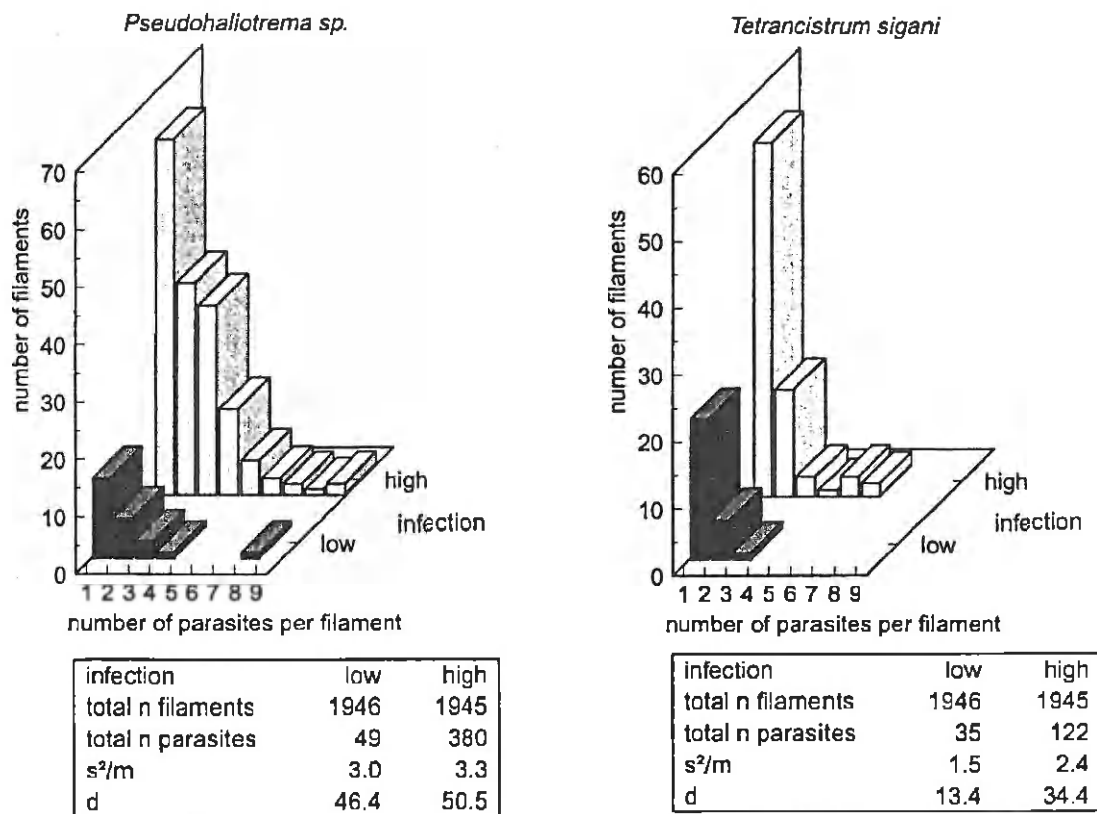 Pseudohaliotrema sp.
70
60
50
40
30
20
10
0
number of filaments
high
infection
low
1 2 3 4 5 6 7 8 9
number of parasites per filament
infection low high
total n filaments 1946 1945
total n parasites 49 380
s²/m 3.0 3.3
d 46.4 50.5
Tetrancistrum sigani
60
50
40
30
20
10
0
number of filaments
high
infection
low
1 2 3 4 5 6 7 8 9
number of parasites per filament
infection low high
total n filaments 1946 1945
total n parasites 35 122
s²/m 1.5 2.4
d 13.4 34.4